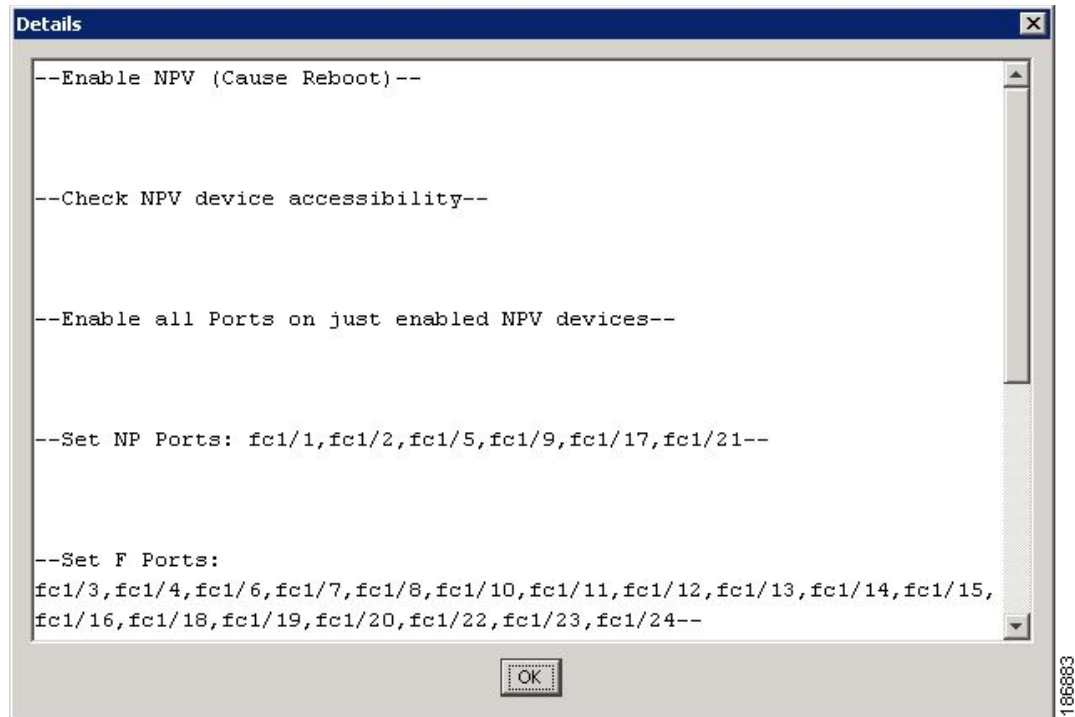 Details
--Enable NPV (Cause Reboot)--
--Check NPV device accessibility--
--Enable all Ports on just enabled NPV devices--
--Set NP Ports: fc1/1,fc1/2,fc1/5,fc1/9,fc1/17,fc1/21--
--Set F Ports:
fc1/3,fc1/4,fc1/6,fc1/7,fc1/8,fc1/10,fc1/11,fc1/12,fc1/13,fc1/14,fc1/15,
fc1/16,fc1/18,fc1/19,fc1/20,fc1/22,fc1/23,fc1/24--
OK
186883